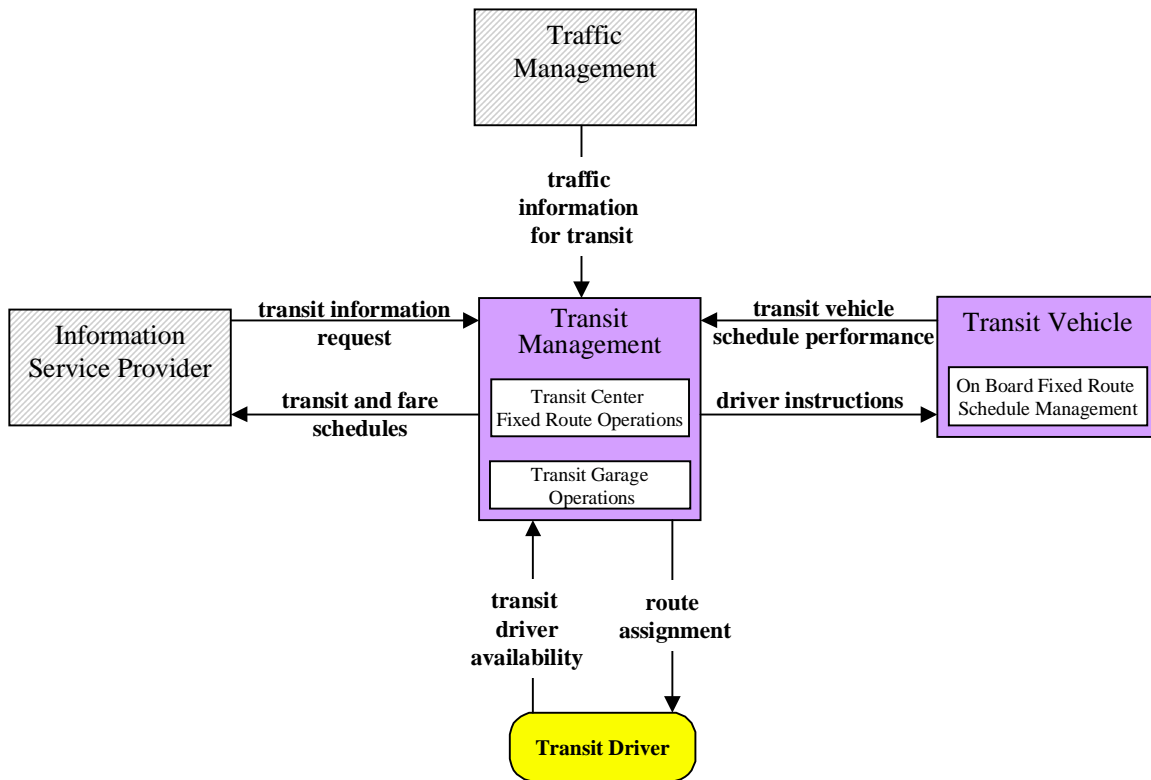 Traffic
Management
traffic
information
for transit
transit information
request
Information
Service Provider
transit and fare
schedules
Transit
Management
Transit Center
Fixed Route Operations
Transit Garage
Operations
transit vehicle
schedule performance
driver instructions
Transit Vehicle
On Board Fixed Route
Schedule Management
transit
driver
availability
route
assignment
Transit Driver